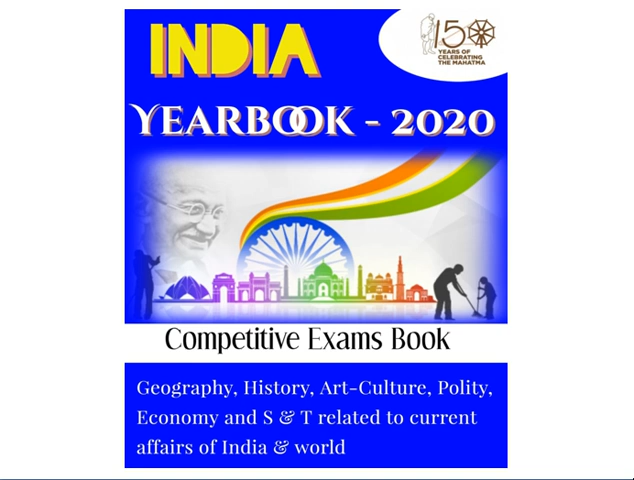 INDIA
150
YEARS OF
CELEBRATING
THE MAHATMA
YEARBOOK - 2020
Competitive Exams Book
Geography, History, Art-Culture, Polity,
Economy and S & T related to current
affairs of India & world